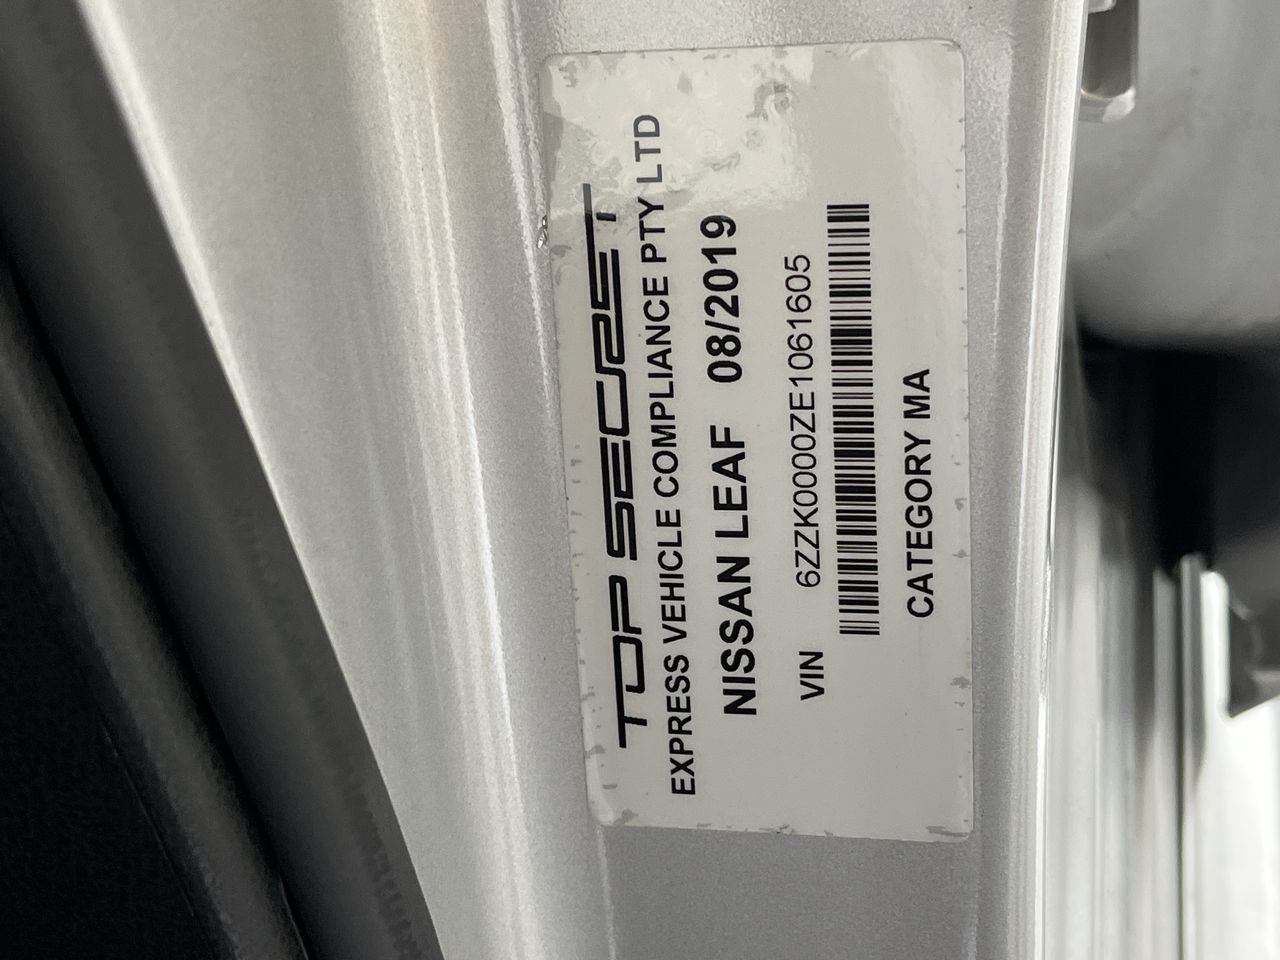 TOP SECRET
EXPRESS VEHICLE COMPLIANCE PTY LTD
NISSAN LEAF 08/2019
VIN 6ZZK0000ZE1061605
CATEGORY MA